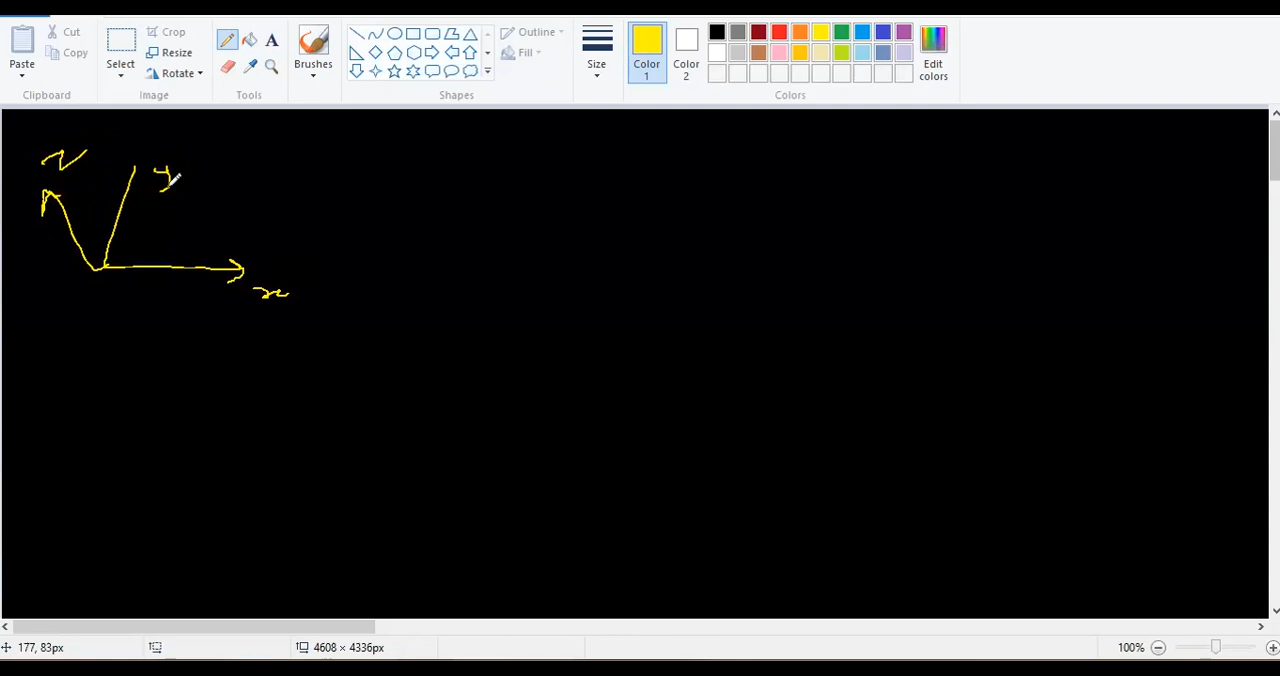 Cut
Copy
Paste
Clipboard
Crop
Resize
Rotate
Select
Image
Tools
Brushes
Outline
Fill
Shapes
Size
Color
1
Color
2
Edit
colors
Colors
z
y
x
177, 83px
4608 × 4336px
100%